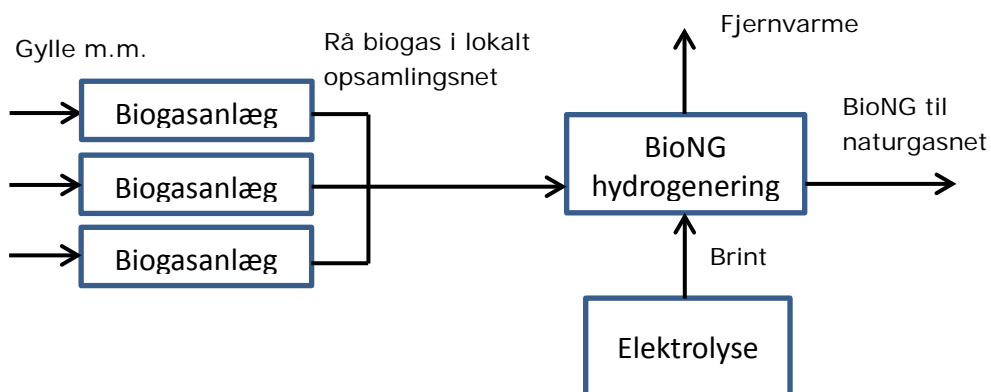 Gylle m.m.
Rå biogas i lokalt
opsamlingsnet
Fjernvarme
Biogasanlæg
Biogasanlæg
Biogasanlæg
BioNG
hydrogenering
BioNG til
naturgasnet
Brint
Elektrolyse